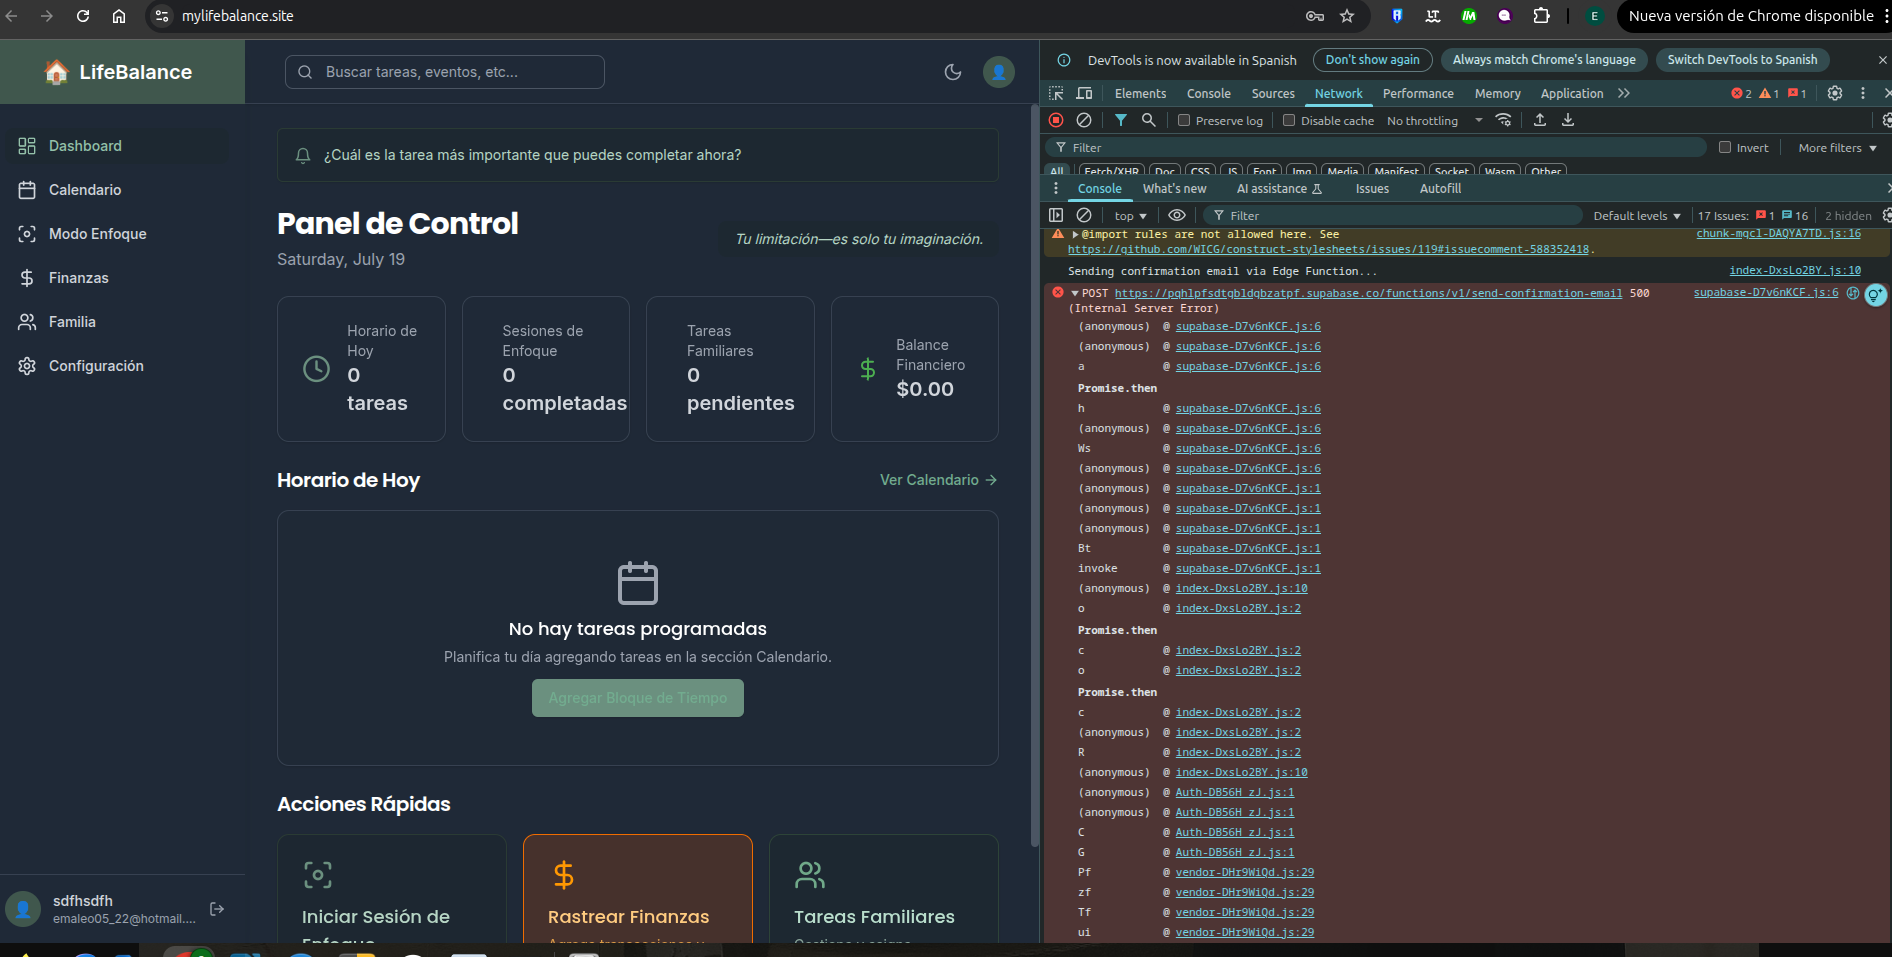 mylifebalance.site
E
Nueva versión de Chrome disponible
LifeBalance
Buscar tareas, eventos, etc...
Dashboard
Calendario
Modo Enfoque
Finanzas
Familia
Configuración
sdfhsdfh
emaleo05_22@hotmail....
¿Cuál es la tarea más importante que puedes completar ahora?
Panel de Control
Saturday, July 19
Tu limitación—es solo tu imaginación.
Horario de
Hoy
0
tareas
Sesiones de
Enfoque
0
completadas
Tareas
Familiares
0
pendientes
Balance
Financiero
$0.00
Horario de Hoy
Ver Calendario
No hay tareas programadas
Planifica tu día agregando tareas en la sección Calendario.
Agregar Bloque de Tiempo
Acciones Rápidas
Iniciar Sesión de
Enfoque
Rastrear Finanzas
Tareas Familiares
DevTools is now available in Spanish
Don't show again
Always match Chrome's language
Switch DevTools to Spanish
Elements Console Sources Network Performance Memory Application
2 1 1
Preserve log Disable cache No throttling
Filter Invert More filters
All Fetch/XHR Doc CSS JS Font Img Media Manifest Socket Wasm Other
Console What's new AI assistance Issues Autofill
top Filter Default levels 17 Issues: 1 16 2 hidden
@import rules are not allowed here. See chunk-mgcl-DAQYA7TD.js:16
https://github.com/WICG/construct-stylesheets/issues/119#issuecomment-588352418.
Sending confirmation email via Edge Function... index-DxsLo2BY.js:10
POST https://pqhlpfsdtqbldgbzatpf.supabase.co/functions/v1/send-confirmation-email 500 supabase-D7v6nKCF.js:6
(Internal Server Error)
(anonymous) @ supabase-D7v6nKCF.js:6
(anonymous) @ supabase-D7v6nKCF.js:6
a @ supabase-D7v6nKCF.js:6
Promise.then
h @ supabase-D7v6nKCF.js:6
(anonymous) @ supabase-D7v6nKCF.js:6
Ws @ supabase-D7v6nKCF.js:6
(anonymous) @ supabase-D7v6nKCF.js:6
(anonymous) @ supabase-D7v6nKCF.js:1
(anonymous) @ supabase-D7v6nKCF.js:1
(anonymous) @ supabase-D7v6nKCF.js:1
Bt @ supabase-D7v6nKCF.js:1
invoke @ supabase-D7v6nKCF.js:1
(anonymous) @ index-DxsLo2BY.js:10
o @ index-DxsLo2BY.js:2
Promise.then
c @ index-DxsLo2BY.js:2
o @ index-DxsLo2BY.js:2
Promise.then
c @ index-DxsLo2BY.js:2
(anonymous) @ index-DxsLo2BY.js:2
R @ index-DxsLo2BY.js:2
(anonymous) @ index-DxsLo2BY.js:10
(anonymous) @ Auth-DB56H_zJ.js:1
(anonymous) @ Auth-DB56H_zJ.js:1
C @ Auth-DB56H_zJ.js:1
G @ Auth-DB56H_zJ.js:1
Pf @ vendor-DHr9WiQd.js:29
zf @ vendor-DHr9WiQd.js:29
Tf @ vendor-DHr9WiQd.js:29
ui @ vendor-DHr9WiQd.js:29